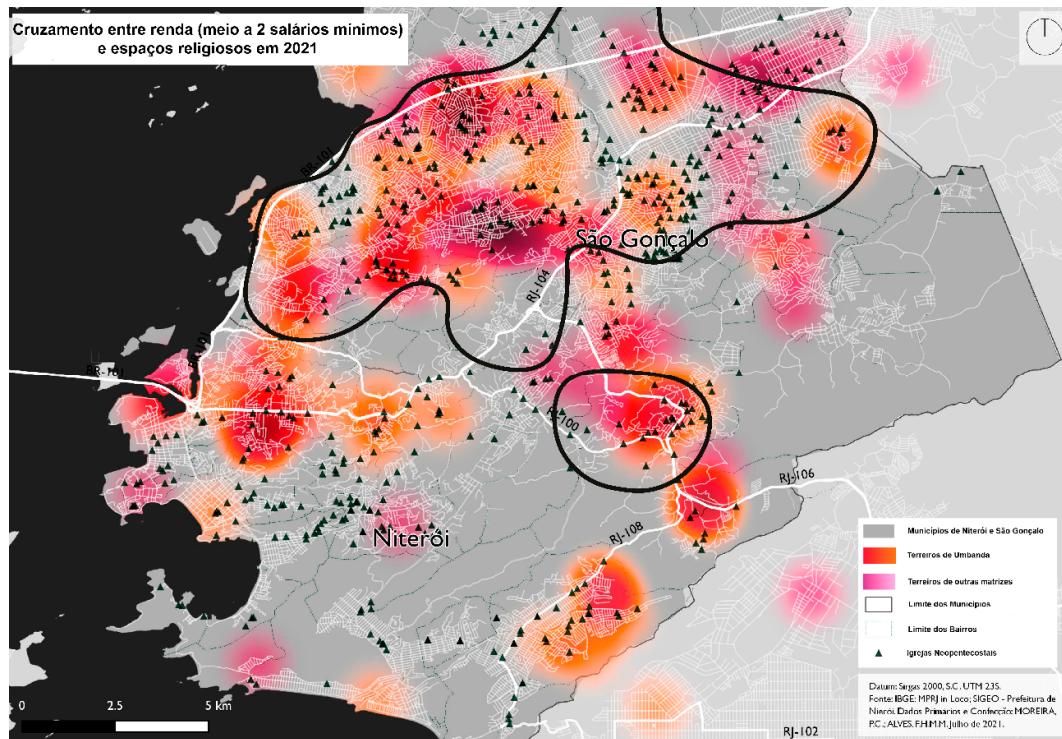 Cruzamento entre renda (meio a 2 salários mínimos)
e espaços religiosos em 2021
BR-101
São Gonçalo
RJ-104
BR-101
BR-101
RJ-100
RJ-106
Niterói
RJ-108
Municípios de Niterói e São Gonçalo
Terreiros de Umbanda
Terreiros de outras matrizes
Limite dos Municípios
Limite dos Bairros
Igrejas Neopentecostais
0 2.5 5 KM
Datum: Sirgas 2000, S.C. UTM 23S.
Fonte: IBGE; MPRJ in Loco; SIGEO - Prefeitura de
Niterói. Dados Primários e Confecção: MOREIRA,
P.C.; ALVES, F.H.M.M. Julho de 2021.
RJ-102